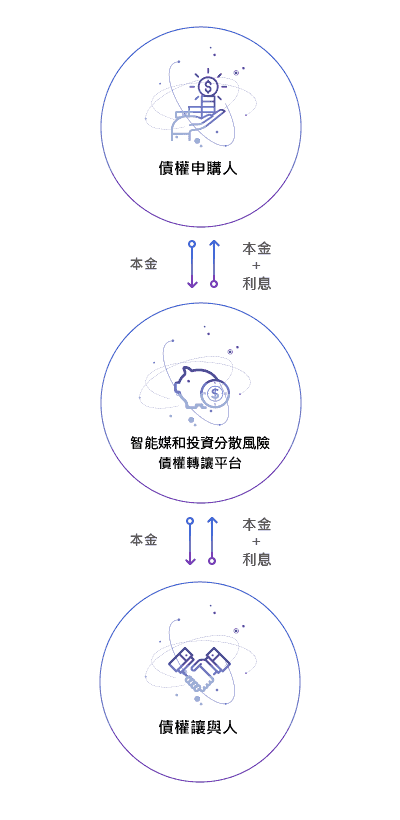 債權申購人
本金
本金
+
利息
智能媒和投資分散風險
債權轉讓平台
本金
本金
+
利息
債權讓與人